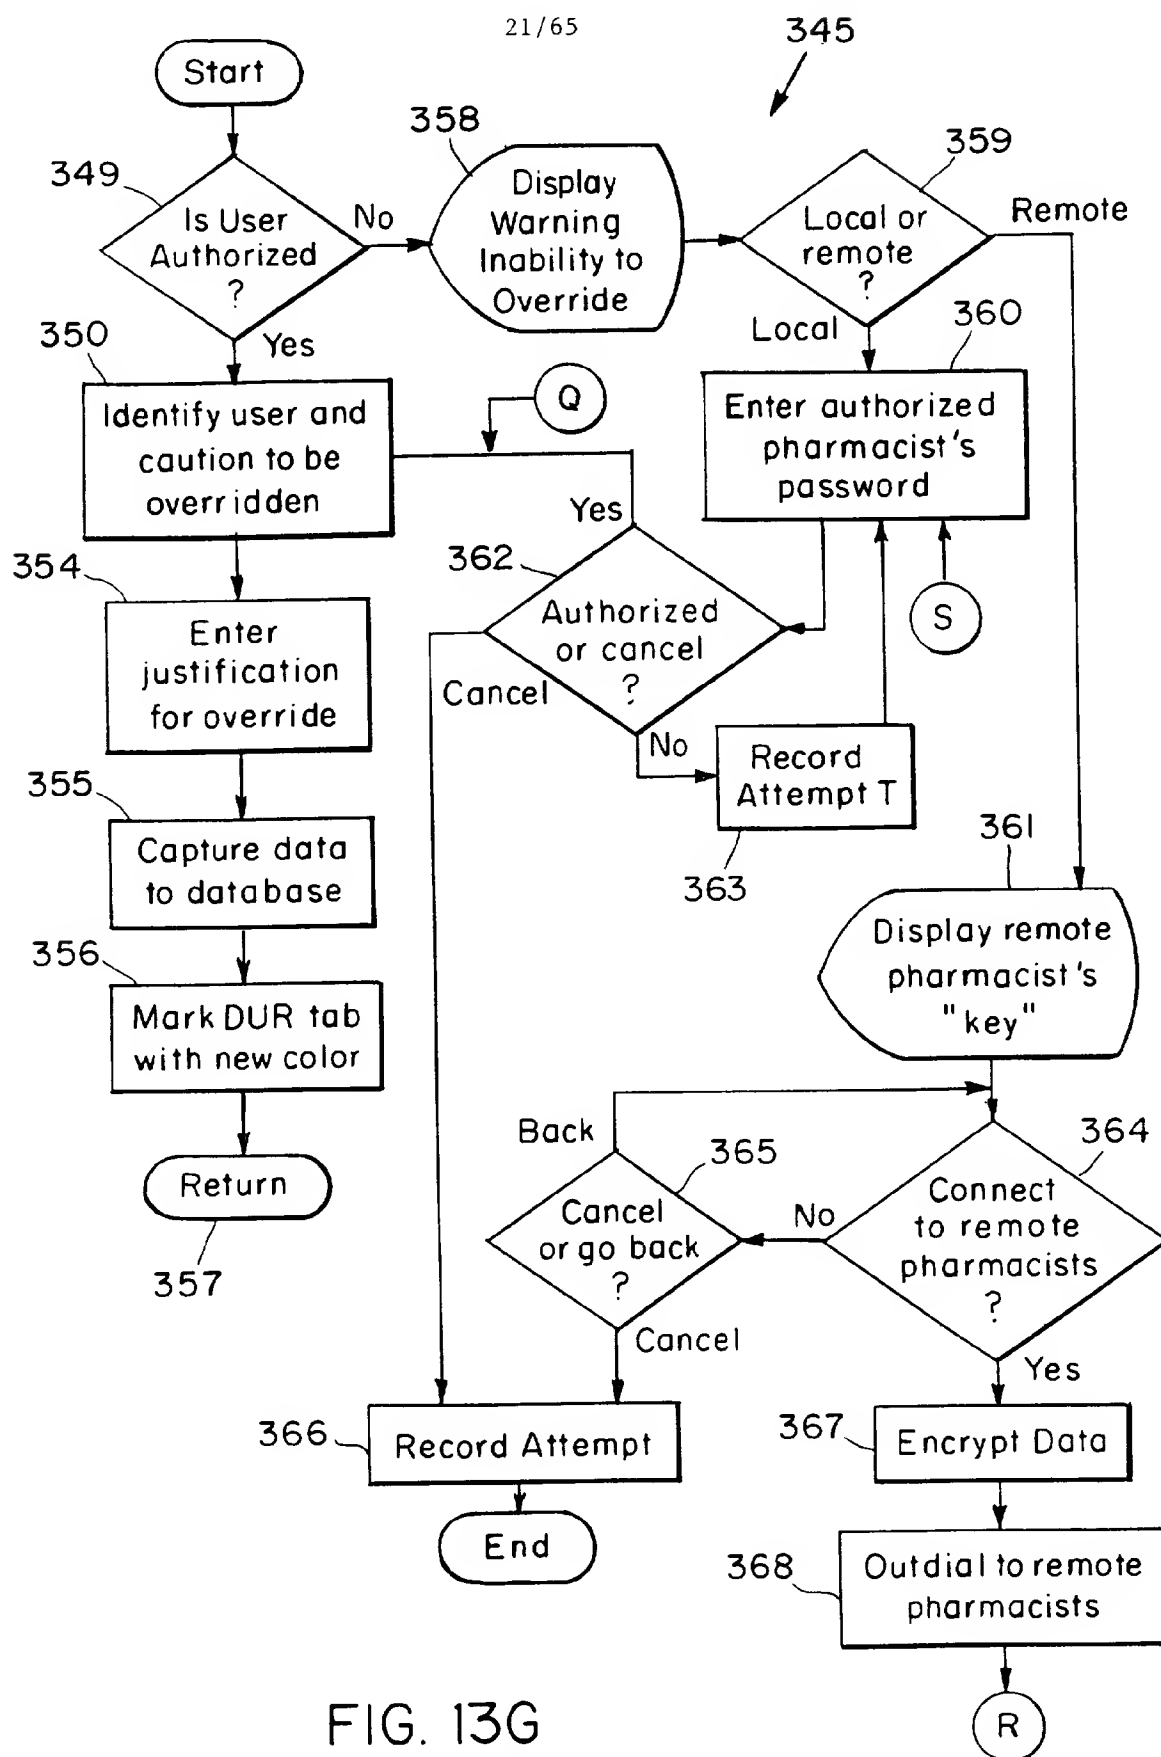 21/65
345
Start
349
Is User
Authorized
?
No
Yes
358
Display
Warning
Inability to
Override
359
Local or
remote
?
Remote
Local
350
Identify user and
caution to be
overridden
Q
360
Enter authorized
pharmacist's
password
S
354
Enter
justification
for override
362
Authorized
or cancel
?
Yes
Cancel
No
Record
Attempt T
363
355
Capture data
to database
356
Mark DUR tab
with new color
Return
357
361
Display remote
pharmacist's
"key"
364
Connect
to remote
pharmacists
?
No
Yes
365
Cancel
or go back
?
Back
Cancel
366
Record Attempt
End
367
Encrypt Data
368
Outdial to remote
pharmacists
R
FIG. 13G